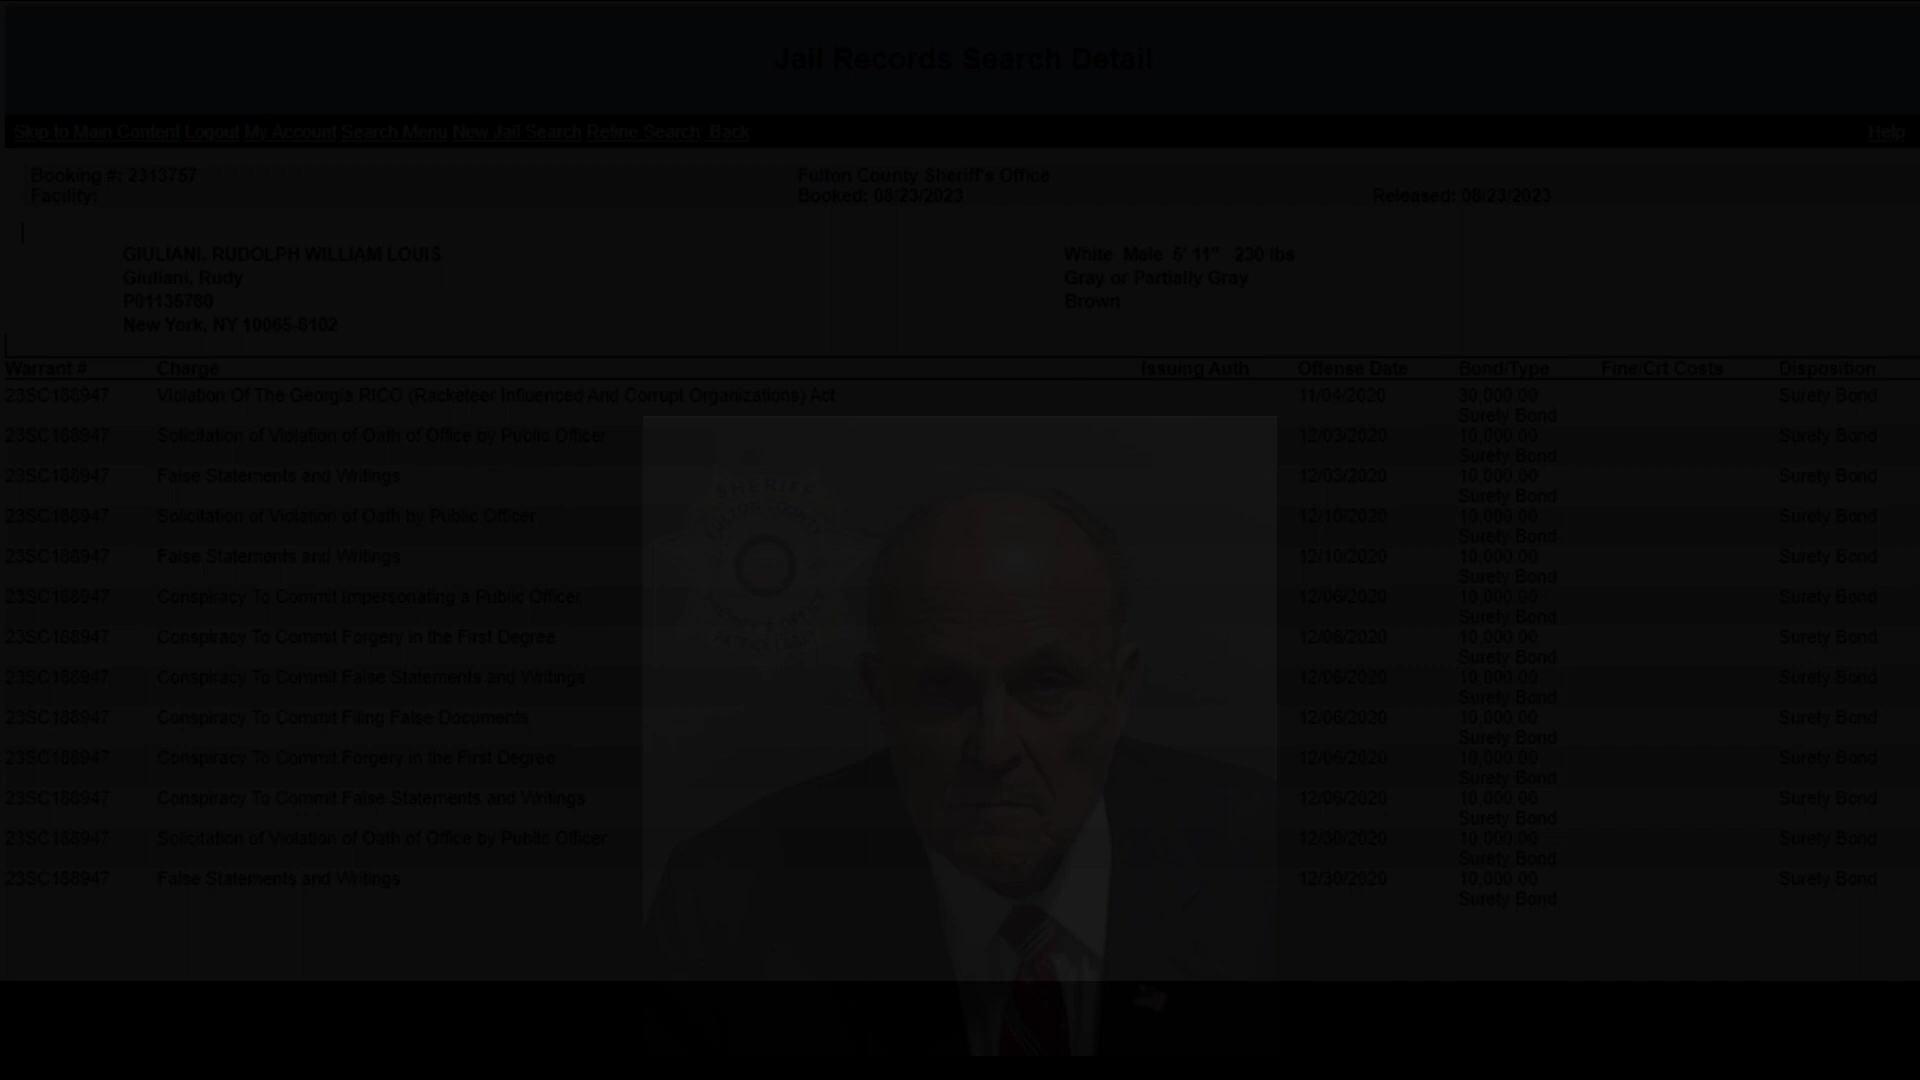 Jail Records Search Detail
Skip to Main Content Logout My Account Search Menu New Jail Search Refine Search Back Help
Booking #: 2313757 Fulton County Sheriff's Office
Facility: Booked: 08/23/2023 Released: 08/23/2023
GIULIANI, RUDOLPH WILLIAM LOUIS White Male 5' 11" 230 lbs
Giuliani, Rudy Gray or Partially Gray
P01135780 Brown
New York, NY 10065-8102
Warrant # Charge Issuing Auth Offense Date Bond/Type Fine/Crt Costs Disposition
23SC188947 Violation Of The Georgia RICO (Racketeer Influenced And Corrupt Organizations) Act 11/04/2020 30,000.00 Surety Bond
Surety Bond
23SC188947 Solicitation of Violation of Oath of Office by Public Officer 12/03/2020 10,000.00 Surety Bond
Surety Bond
23SC188947 False Statements and Writings 12/03/2020 10,000.00 Surety Bond
Surety Bond
23SC188947 Solicitation of Violation of Oath by Public Officer 12/10/2020 10,000.00 Surety Bond
Surety Bond
23SC188947 False Statements and Writings 12/10/2020 10,000.00 Surety Bond
Surety Bond
23SC188947 Conspiracy To Commit Impersonating a Public Officer 12/06/2020 10,000.00 Surety Bond
Surety Bond
23SC188947 Conspiracy To Commit Forgery in the First Degree 12/06/2020 10,000.00 Surety Bond
Surety Bond
23SC188947 Conspiracy To Commit False Statements and Writings 12/06/2020 10,000.00 Surety Bond
Surety Bond
23SC188947 Conspiracy To Commit Filing False Documents 12/06/2020 10,000.00 Surety Bond
Surety Bond
23SC188947 Conspiracy To Commit Forgery in the First Degree 12/06/2020 10,000.00 Surety Bond
Surety Bond
23SC188947 Conspiracy To Commit False Statements and Writings 12/06/2020 10,000.00 Surety Bond
Surety Bond
23SC188947 Solicitation of Violation of Oath of Office by Public Officer 12/30/2020 10,000.00 Surety Bond
Surety Bond
23SC188947 False Statements and Writings 12/30/2020 10,000.00 Surety Bond
Surety Bond
SHERIFF
FULTON COUNTY